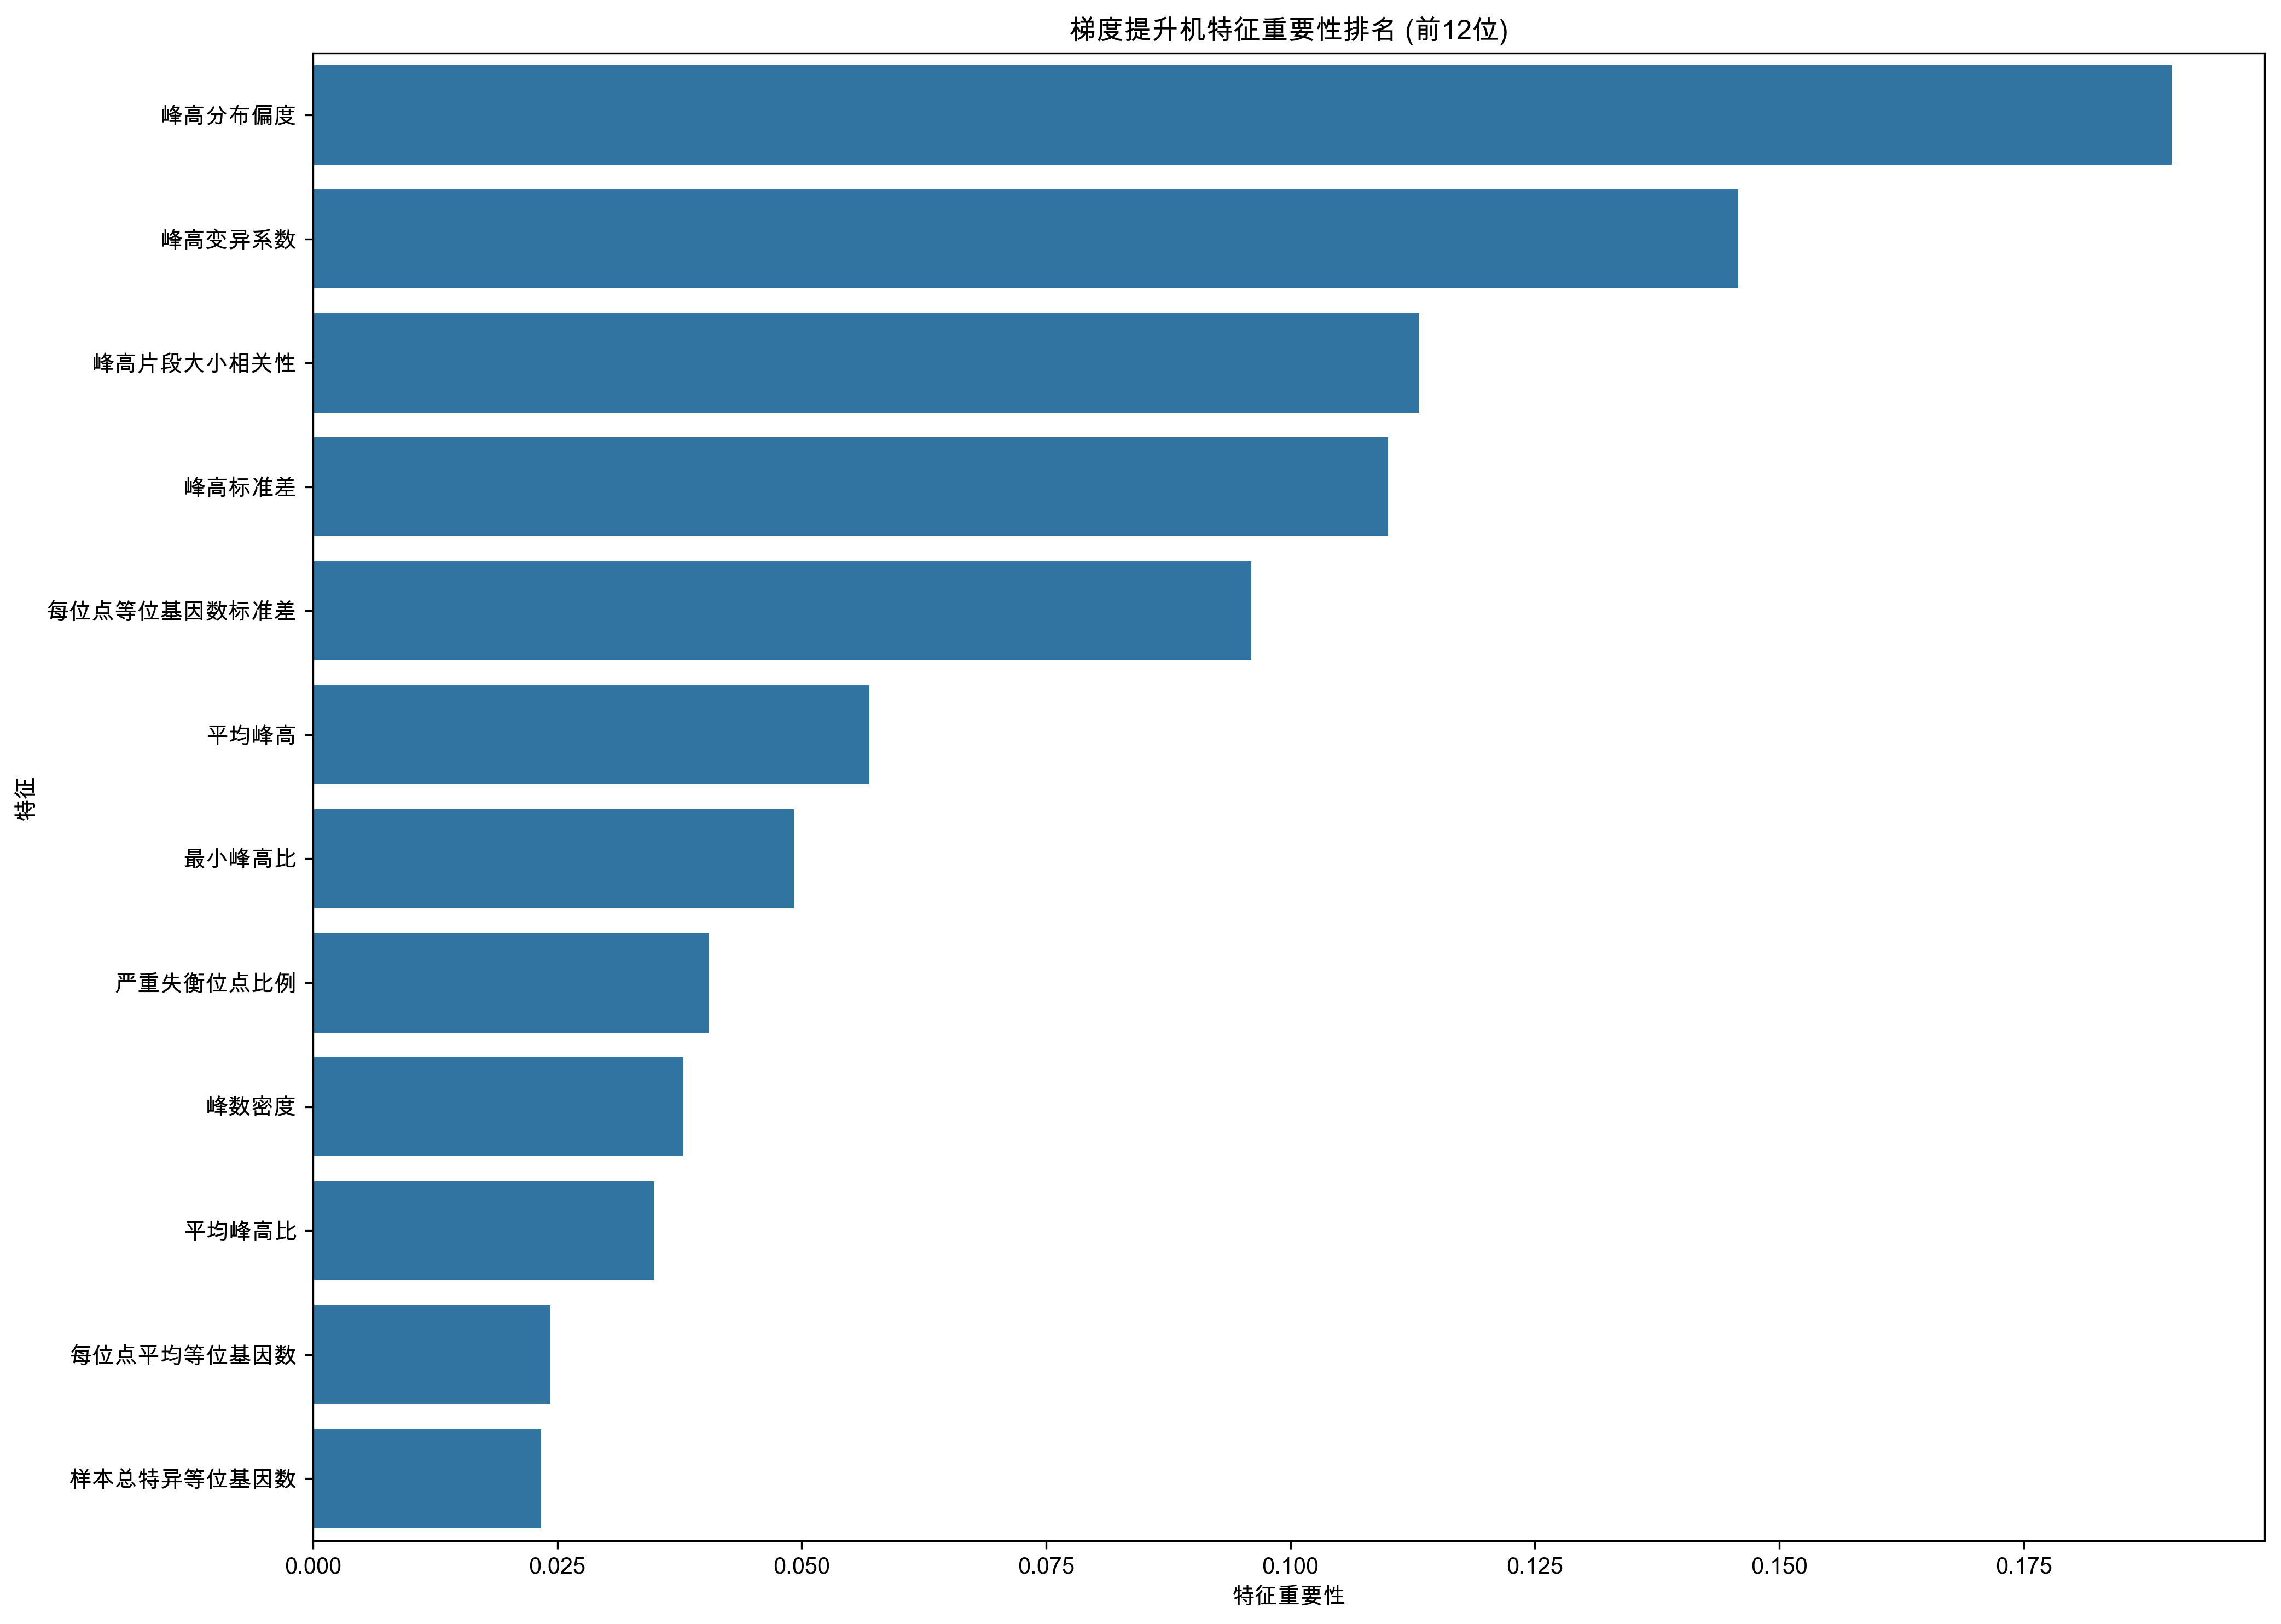 梯度提升机特征重要性排名 (前12位)
峰高分布偏度
峰高变异系数
峰高片段大小相关性
峰高标准差
每位点等位基因数标准差
平均峰高
最小峰高比
严重失衡位点比例
峰数密度
平均峰高比
每位点平均等位基因数
样本总特异等位基因数
特征
0.000 0.025 0.050 0.075 0.100 0.125 0.150 0.175
特征重要性